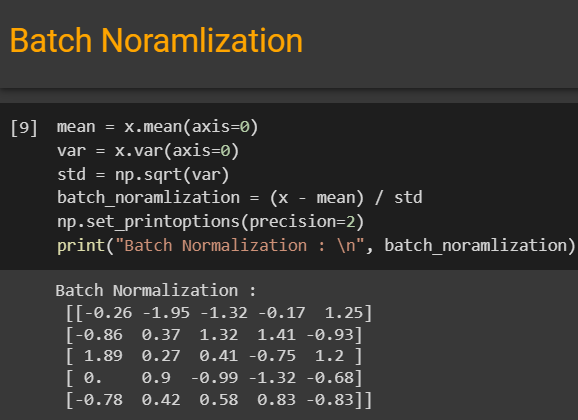 Batch Noramlization
[9] mean = x.mean(axis=0)
var = x.var(axis=0)
std = np.sqrt(var)
batch_noramlization = (x - mean) / std
np.set_printoptions(precision=2)
print("Batch Normalization : \n", batch_noramlization)
Batch Normalization :
[[-0.26 -1.95 -1.32 -0.17  1.25]
[-0.86  0.37  1.32  1.41 -0.93]
[ 1.89  0.27  0.41 -0.75  1.2 ]
[ 0.    0.9  -0.99 -1.32 -0.68]
[-0.78  0.42  0.58  0.83 -0.83]]